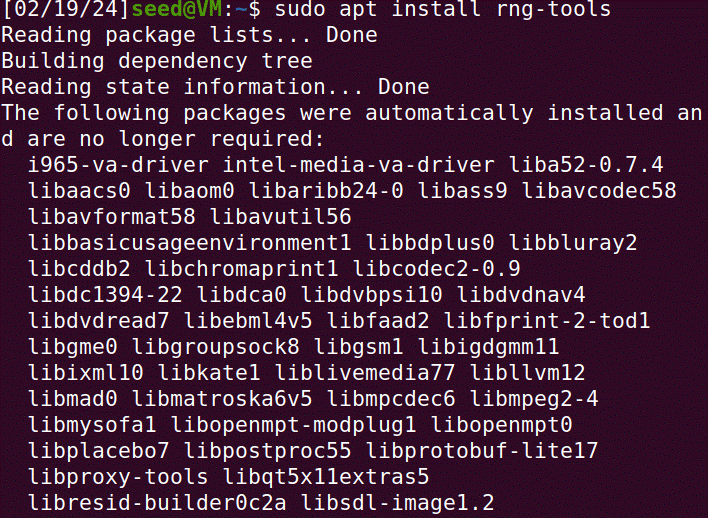 [02/19/24]seed@VM:~$ sudo apt install rng-tools
Reading package lists... Done
Building dependency tree
Reading state information... Done
The following packages were automatically installed an
d are no longer required:
  i965-va-driver intel-media-va-driver liba52-0.7.4
  libaacs0 libaom0 libaribb24-0 libass9 libavcodec58
  libavformat58 libavutil56
  libbasicusageenvironment1 libbdplus0 libbluray2
  libcddb2 libchromaprint1 libcodec2-0.9
  libdc1394-22 libdca0 libdvbpsi10 libdvdnav4
  libdvdread7 libebml4v5 libfaad2 libfprint-2-tod1
  libgme0 libgroupsock8 libgsm1 libigdgmm11
  libixml10 libkate1 liblivemedia77 libllvm12
  libmad0 libmatroska6v5 libmpcdec6 libmpeg2-4
  libmysofa1 libopenmpt-modplug1 libopenmpt0
  libplacebo7 libpostproc55 libprotobuf-lite17
  libproxy-tools libqt5x11extras5
  libresid-builder0c2a libsdl-image1.2